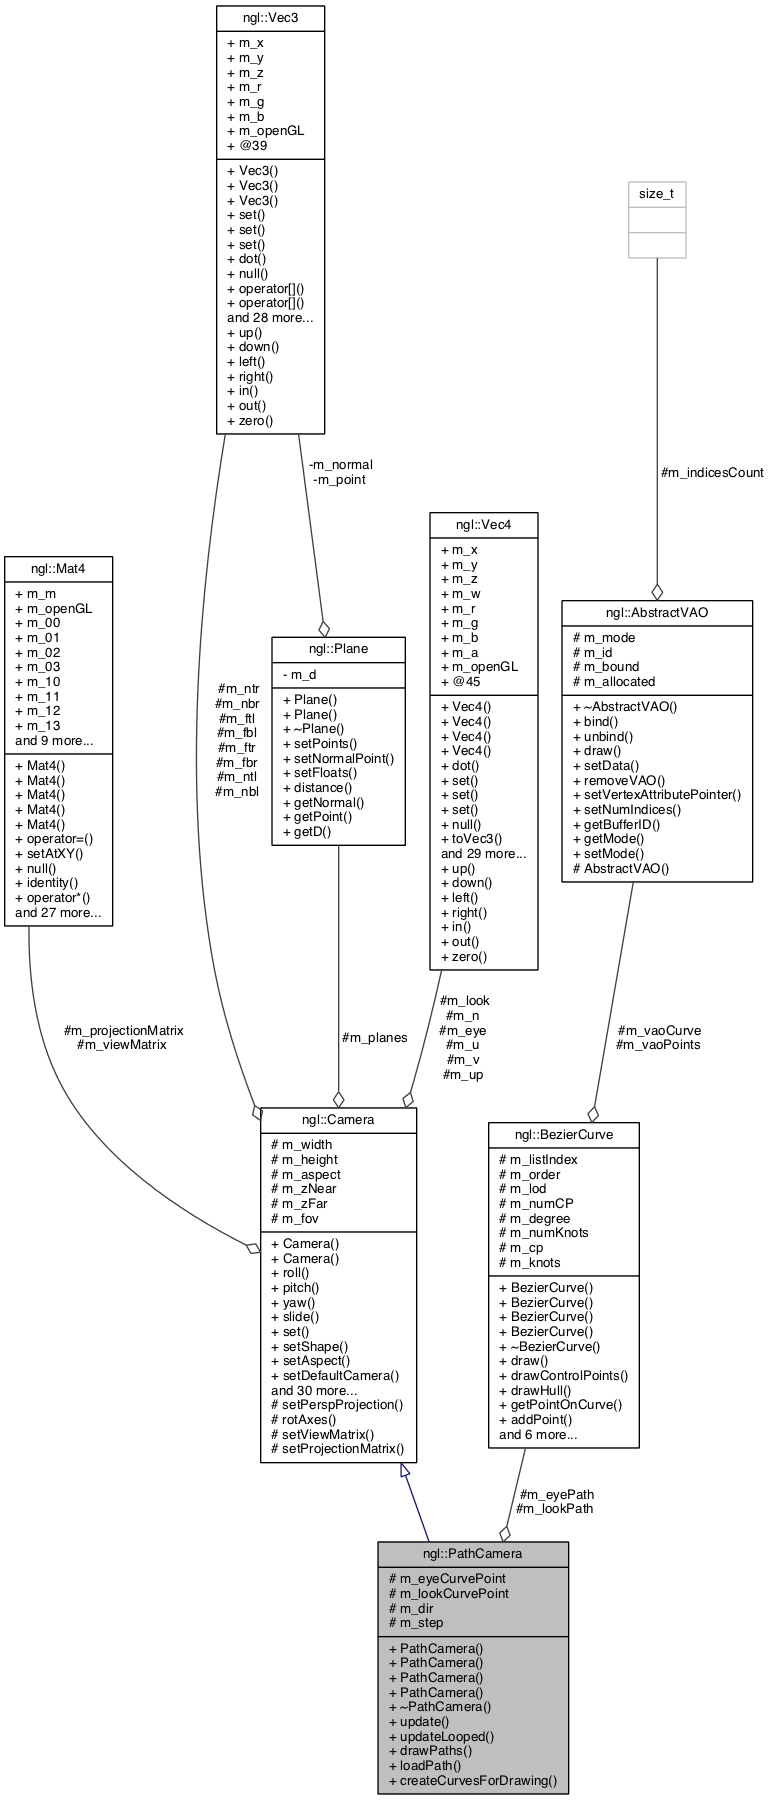 ngl::Vec3
+ m_x
+ m_y
+ m_z
+ m_r
+ m_g
+ m_b
+ m_openGL
+ @39
+ Vec3()
+ Vec3()
+ Vec3()
+ set()
+ set()
+ set()
+ dot()
+ null()
+ operator[]()
+ operator[]()
and 28 more...
+ up()
+ down()
+ left()
+ right()
+ in()
+ out()
+ zero()
size_t
-m_normal
-m_point
#m_indicesCount
ngl::Mat4
+ m_m
+ m_openGL
+ m_00
+ m_01
+ m_02
+ m_03
+ m_10
+ m_11
+ m_12
+ m_13
and 9 more...
+ Mat4()
+ Mat4()
+ Mat4()
+ Mat4()
+ Mat4()
+ operator=()
+ setAtXY()
+ null()
+ identity()
+ operator*()
and 27 more...
#m_ntr
#m_nbr
#m_ftl
#m_fbl
#m_ftr
#m_fbr
#m_ntl
#m_nbl
ngl::Plane
- m_d
+ Plane()
+ Plane()
+ ~Plane()
+ setPoints()
+ setNormalPoint()
+ setFloats()
+ distance()
+ getNormal()
+ getPoint()
+ getD()
ngl::Vec4
+ m_x
+ m_y
+ m_z
+ m_w
+ m_r
+ m_g
+ m_b
+ m_a
+ m_openGL
+ @45
+ Vec4()
+ Vec4()
+ Vec4()
+ Vec4()
+ dot()
+ set()
+ set()
+ set()
+ null()
+ toVec3()
and 29 more...
+ up()
+ down()
+ left()
+ right()
+ in()
+ out()
+ zero()
ngl::AbstractVAO
# m_mode
# m_id
# m_bound
# m_allocated
+ ~AbstractVAO()
+ bind()
+ unbind()
+ draw()
+ setData()
+ removeVAO()
+ setVertexAttributePointer()
+ setNumIndices()
+ getBufferID()
+ getMode()
+ setMode()
# AbstractVAO()
#m_projectionMatrix
#m_viewMatrix
#m_planes
#m_look
#m_n
#m_eye
#m_u
#m_v
#m_up
#m_vaoCurve
#m_vaoPoints
ngl::Camera
# m_width
# m_height
# m_aspect
# m_zNear
# m_zFar
# m_fov
+ Camera()
+ Camera()
+ roll()
+ pitch()
+ yaw()
+ slide()
+ set()
+ setShape()
+ setAspect()
+ setDefaultCamera()
and 30 more...
# setPerspProjection()
# rotAxes()
# setViewMatrix()
# setProjectionMatrix()
ngl::BezierCurve
# m_listIndex
# m_order
# m_lod
# m_numCP
# m_degree
# m_numKnots
# m_cp
# m_knots
+ BezierCurve()
+ BezierCurve()
+ BezierCurve()
+ BezierCurve()
+ ~BezierCurve()
+ draw()
+ drawControlPoints()
+ drawHull()
+ getPointOnCurve()
+ addPoint()
and 6 more...
#m_eyePath
#m_lookPath
ngl::PathCamera
# m_eyeCurvePoint
# m_lookCurvePoint
# m_dir
# m_step
+ PathCamera()
+ PathCamera()
+ PathCamera()
+ PathCamera()
+ ~PathCamera()
+ update()
+ updateLooped()
+ drawPaths()
+ loadPath()
+ createCurvesForDrawing()